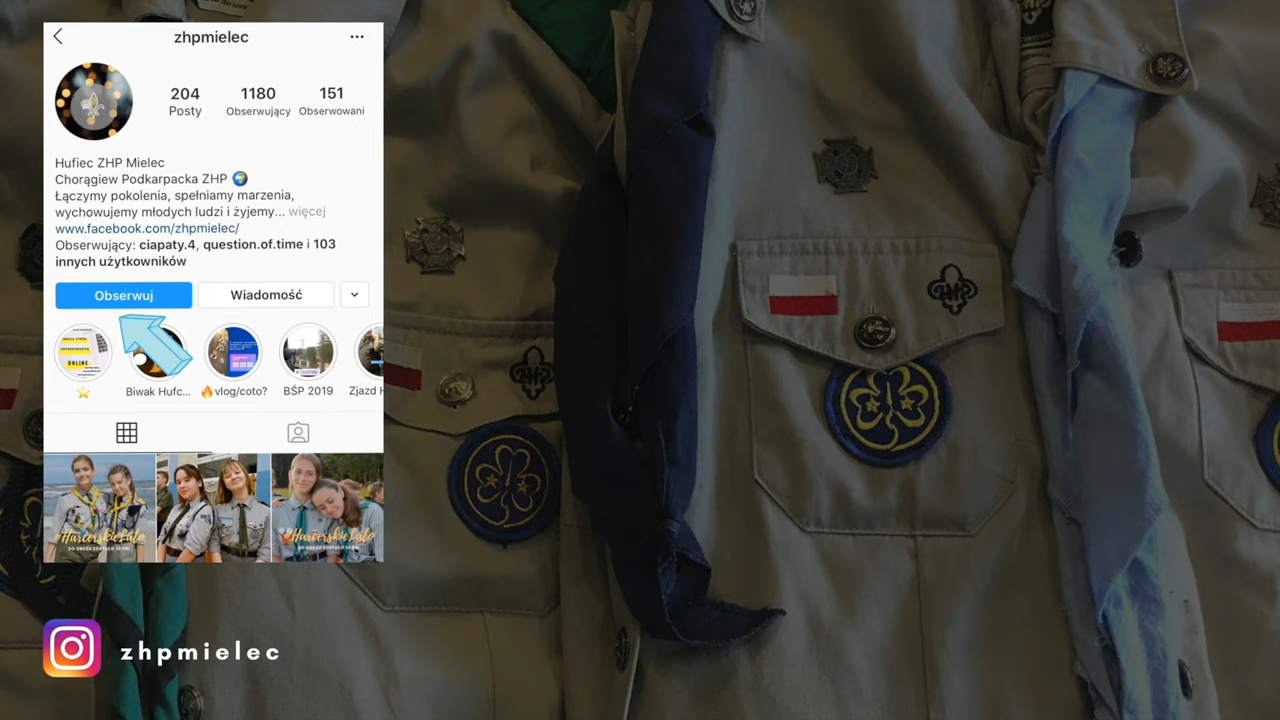 zhpmielec
204
1180
151
Posty
Obserwujący
Obserwowani
Hufiec ZHP Mielec
Chorągiew Podkarpacka ZHP
Łączymy pokolenia, spełniamy marzenia,
wychowujemy młodych ludzi i żyjemy... więcej
www.facebook.com/zhpmielec/
Obserwujący: ciapaty.4, question.of.time i 103
innych użytkowników
Obserwuj
Wiadomość
ONLINE
Biwak Hufc...
vlog/coto?
BŚP 2019
Zjazd H
#HarcerskieLato
#HarcerskieLato
zhpmielec